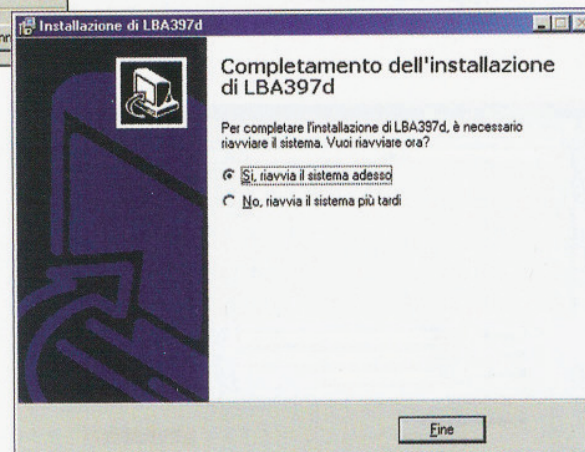 Installazione di LBA397d
Completamento dell'installazione
di LBA397d
Per completare l'installazione di LBA397d, è necessario
riavviare il sistema. Vuoi riavviare ora?
Sì, riavvia il sistema adesso
No, riavvia il sistema più tardi
Fine